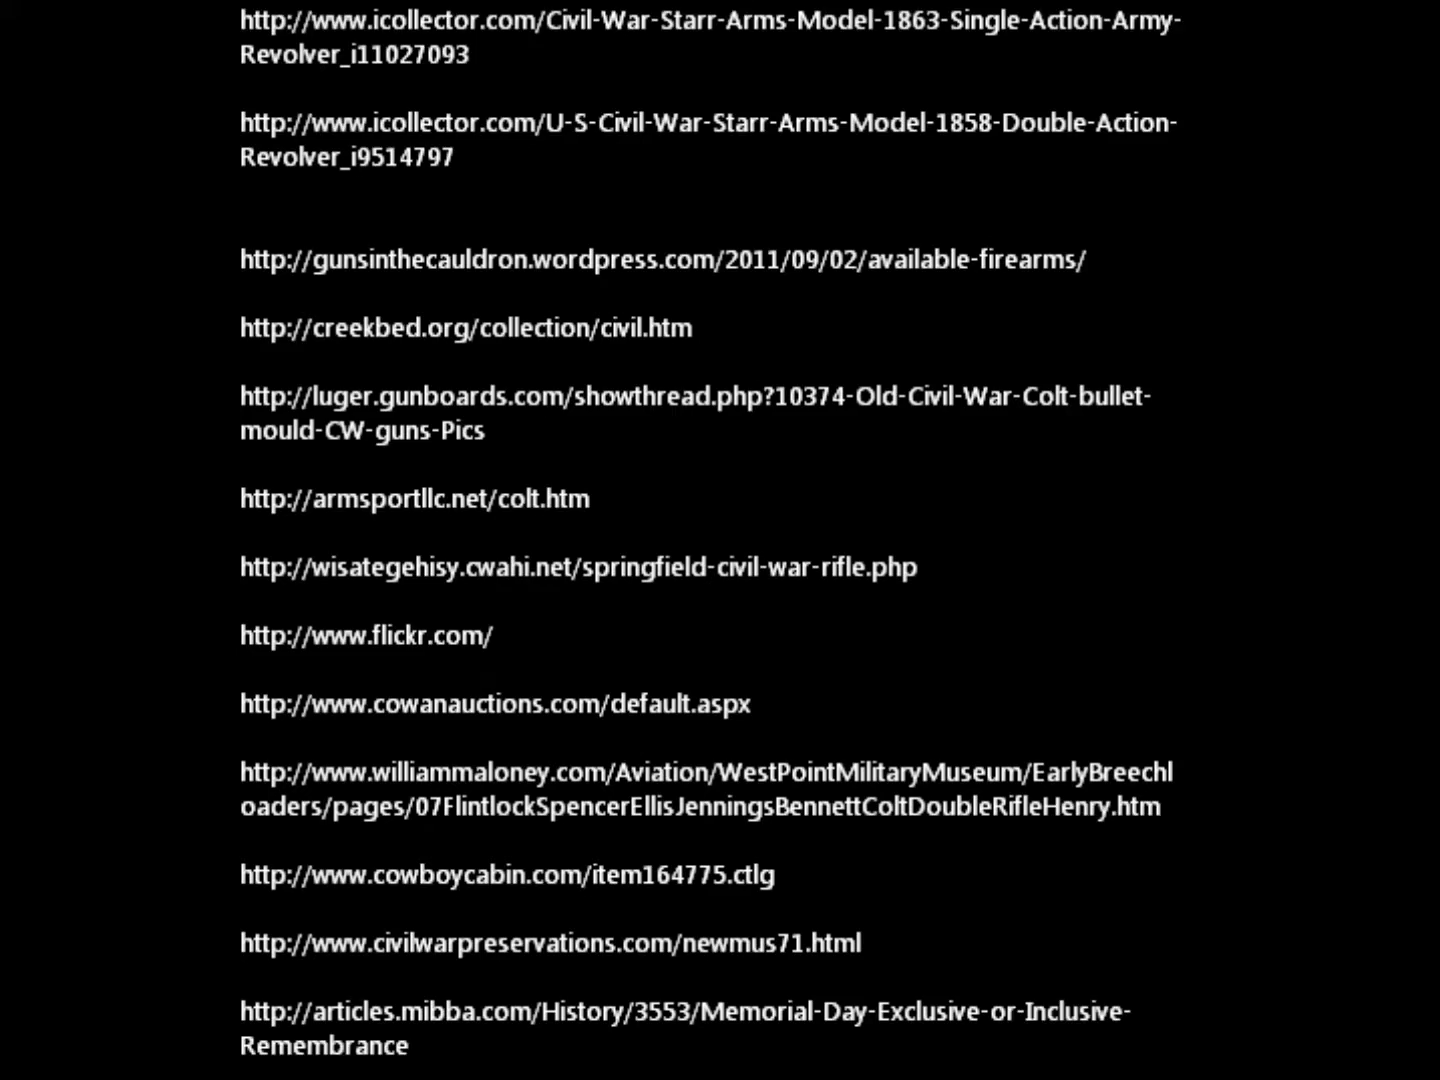 http://www.icollector.com/Civil-War-Starr-Arms-Model-1863-Single-Action-Army-
Revolver_i11027093
http://www.icollector.com/U-S-Civil-War-Starr-Arms-Model-1858-Double-Action-
Revolver_i9514797
http://gunsinthecauldron.wordpress.com/2011/09/02/available-firearms/
http://creekbed.org/collection/civil.htm
http://luger.gunboards.com/showthread.php?10374-Old-Civil-War-Colt-bullet-
mould-CW-guns-Pics
http://armsportllc.net/colt.htm
http://wisategehisy.cwahi.net/springfield-civil-war-rifle.php
http://www.flickr.com/
http://www.cowanauctions.com/default.aspx
http://www.williammaloney.com/Aviation/WestPointMilitaryMuseum/EarlyBreechl
oaders/pages/07FlintlockSpencerEllisJenningsBennettColtDoubleRifleHenry.htm
http://www.cowboycabin.com/item164775.ctlg
http://www.civilwarpreservations.com/newmus71.html
http://articles.mibba.com/History/3553/Memorial-Day-Exclusive-or-Inclusive-
Remembrance